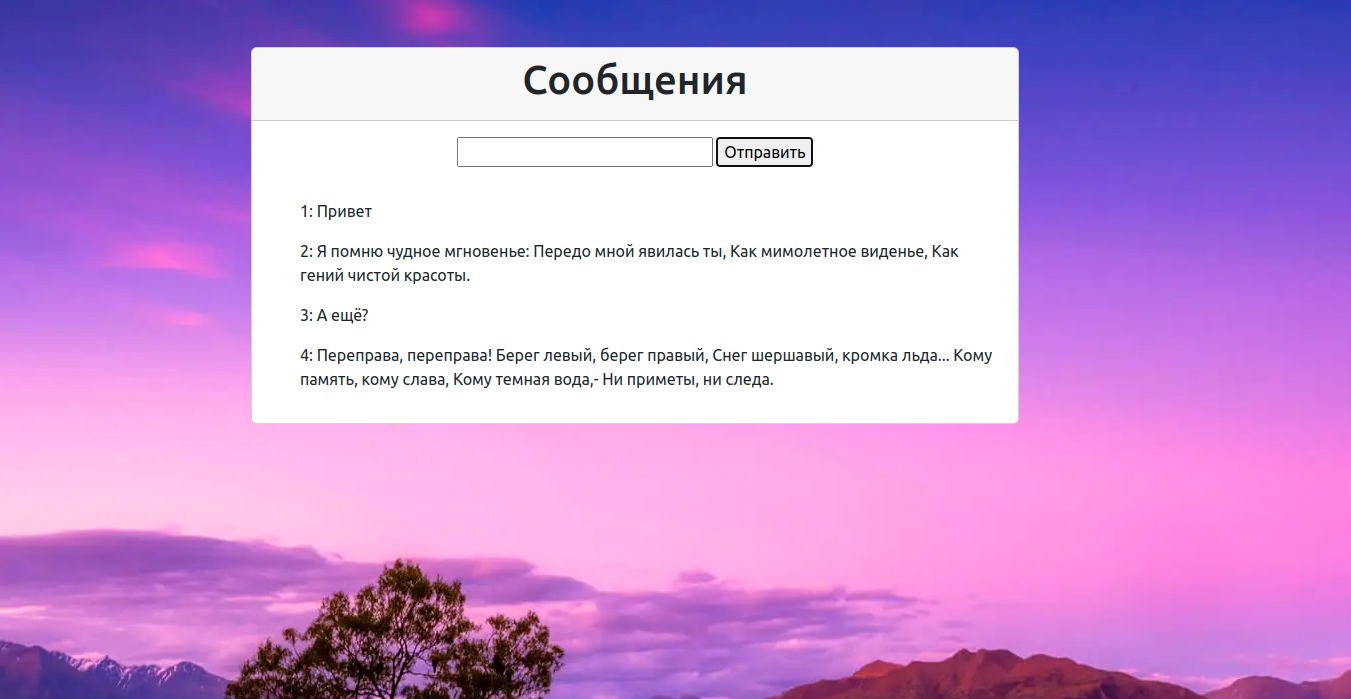 Сообщения
Отправить
1: Привет
2: Я помню чудное мгновенье: Передо мной явилась ты, Как мимолетное виденье, Как
гений чистой красоты.
3: А ещё?
4: Переправа, переправа! Берег левый, берег правый, Снег шершавый, кромка льда... Кому
память, кому слава, Кому темная вода,- Ни приметы, ни следа.